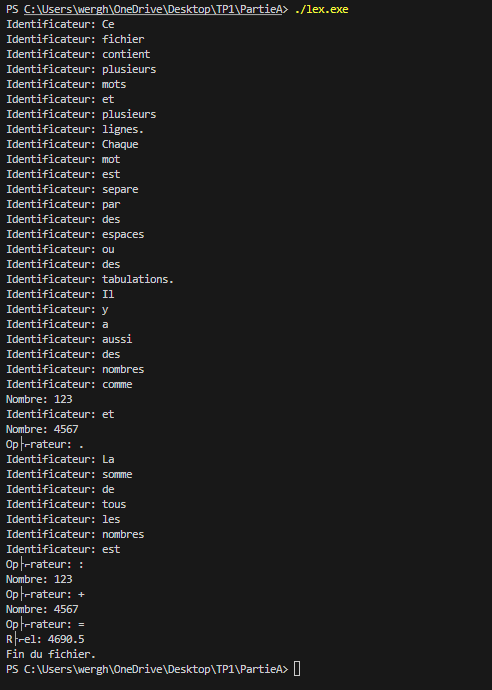 PS C:\Users\wergh\OneDrive\Desktop\TP1\PartieA> ./lex.exe
Identificateur: Ce
Identificateur: fichier
Identificateur: contient
Identificateur: plusieurs
Identificateur: mots
Identificateur: et
Identificateur: plusieurs
Identificateur: lignes.
Identificateur: Chaque
Identificateur: mot
Identificateur: est
Identificateur: separe
Identificateur: par
Identificateur: des
Identificateur: espaces
Identificateur: ou
Identificateur: des
Identificateur: tabulations.
Identificateur: Il
Identificateur: y
Identificateur: a
Identificateur: aussi
Identificateur: des
Identificateur: nombres
Identificateur: comme
Nombre: 123
Identificateur: et
Nombre: 4567
Op├⌐rateur: .
Identificateur: La
Identificateur: somme
Identificateur: de
Identificateur: tous
Identificateur: les
Identificateur: nombres
Identificateur: est
Op├⌐rateur: :
Nombre: 123
Op├⌐rateur: +
Nombre: 4567
Op├⌐rateur: =
R├⌐el: 4690.5
Fin du fichier.
PS C:\Users\wergh\OneDrive\Desktop\TP1\PartieA>